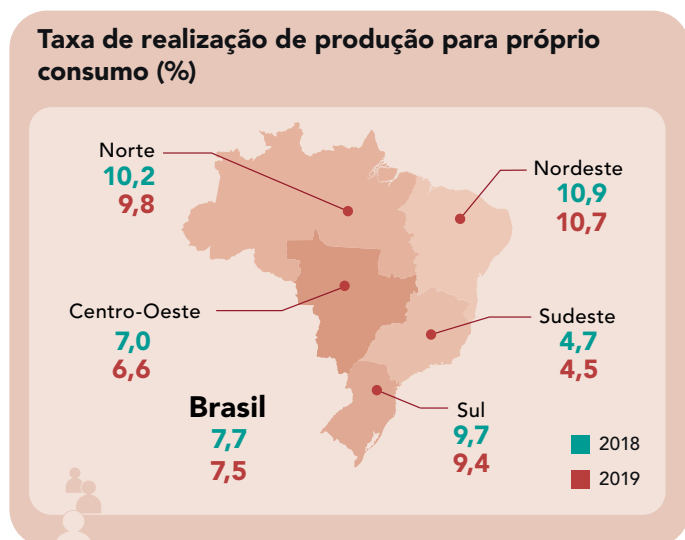 Taxa de realização de produção para próprio
consumo (%)
Norte
10,2
9,8
Nordeste
10,9
10,7
Centro-Oeste
7,0
6,6
Sudeste
4,7
4,5
Brasil
7,7
7,5
Sul
9,7
9,4
2018
2019